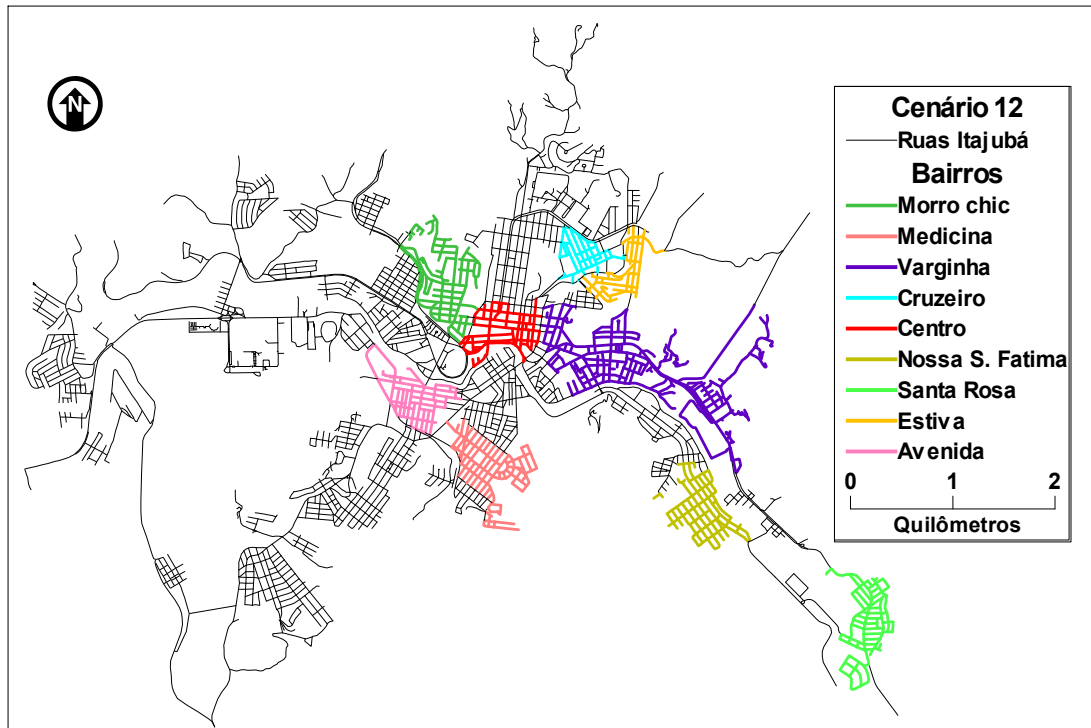 N
Cenário 12
Ruas Itajubá
Bairros
Morro chic
Medicina
Varginha
Cruzeiro
Centro
Nossa S. Fatima
Santa Rosa
Estiva
Avenida
0 1 2
Quilômetros